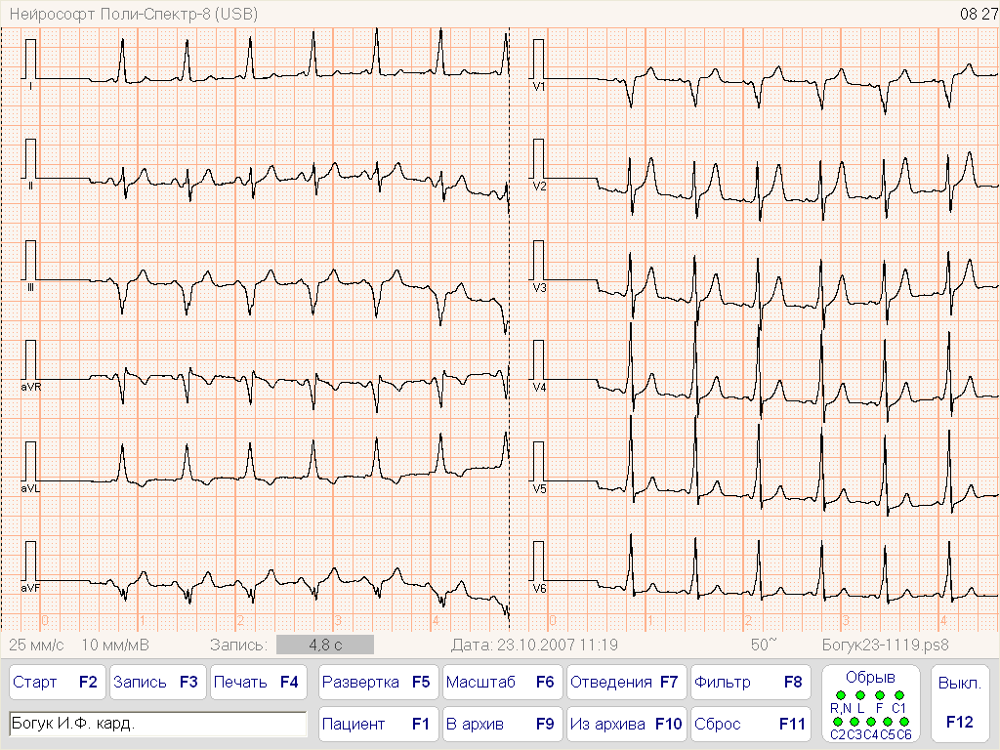 Нейрософт Поли-Спектр-8 (USB) 08 27
I V1
II V2
III V3
aVR V4
aVL V5
aVF V6
0 1 2 3 4 0 1 2 3 4
25 мм/с 10 мм/мВ Запись: 4,8 с Дата: 23.10.2007 11:19 50~ Богук23-1119.ps8
Старт F2 Запись F3 Печать F4 Развертка F5 Масштаб F6 Отведения F7 Фильтр F8 Обрыв Выкл.
R,N L F C1
Богук И.Ф. кард. Пациент F1 В архив F9 Из архива F10 Сброс F11 F12
C2C3C4C5C6